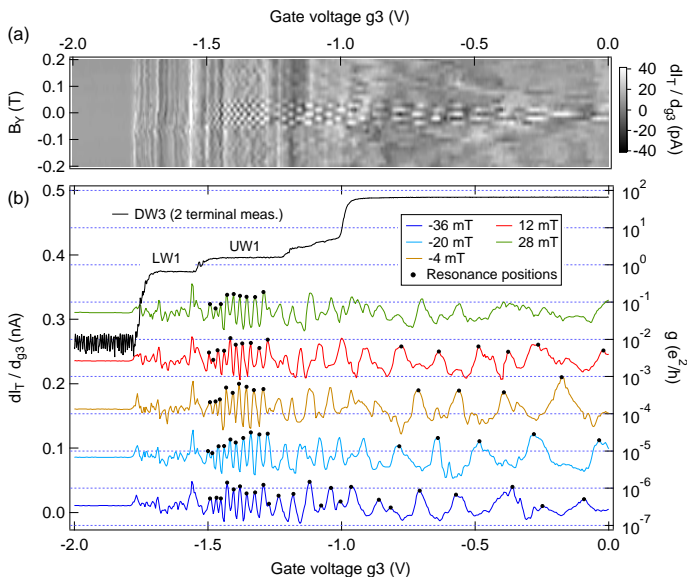 Gate voltage g3 (V)
(a)
-2.0 -1.5 -1.0 -0.5 0.0
0.2
0.1
0.0
-0.1
-0.2
B_Y (T)
40
20
0
-20
-40
dI_T / d_g3 (pA)
(b)
0.5
0.4
0.3
0.2
0.1
0.0
dI_T / d_g3 (nA)
DW3 (2 terminal meas.)
LW1
UW1
-36 mT
-20 mT
-4 mT
12 mT
28 mT
Resonance positions
10^2
10^1
10^0
10^-1
10^-2
10^-3
10^-4
10^-5
10^-6
10^-7
g (e^2/h)
-2.0 -1.5 -1.0 -0.5 0.0
Gate voltage g3 (V)